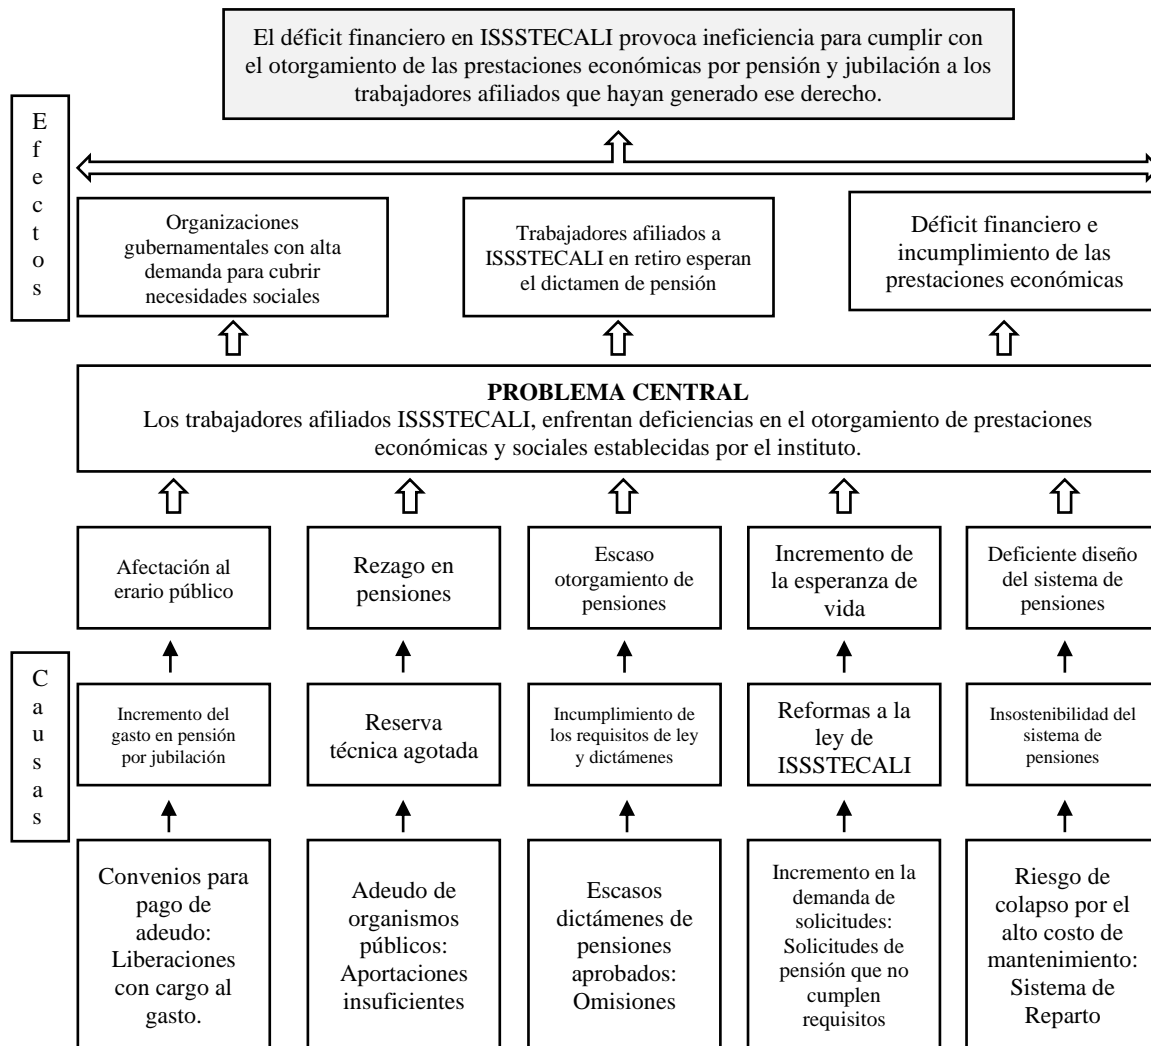 El déficit financiero en ISSSTECALI provoca ineficiencia para cumplir con
el otorgamiento de las prestaciones económicas por pensión y jubilación a los
trabajadores afiliados que hayan generado ese derecho.
E
f
e
c
t
o
s
Organizaciones
gubernamentales con alta
demanda para cubrir
necesidades sociales
Trabajadores afiliados a
ISSSTECALI en retiro esperan
el dictamen de pensión
Déficit financiero e
incumplimiento de las
prestaciones económicas
PROBLEMA CENTRAL
Los trabajadores afiliados ISSSTECALI, enfrentan deficiencias en el otorgamiento de prestaciones
económicas y sociales establecidas por el instituto.
Afectación al
erario público
Rezago en
pensiones
Escaso
otorgamiento de
pensiones
Incremento de
la esperanza de
vida
Deficiente diseño
del sistema de
pensiones
C
a
u
s
a
s
Incremento del
gasto en pensión
por jubilación
Reserva
técnica agotada
Incumplimiento de
los requisitos de ley
y dictámenes
Reformas a la
ley de
ISSSTECALI
Insostenibilidad del
sistema de
pensiones
Convenios para
pago de
adeudo:
Liberaciones
con cargo al
gasto.
Adeudo de
organismos
públicos:
Aportaciones
insuficientes
Escasos
dictámenes de
pensiones
aprobados:
Omisiones
Incremento en la
demanda de
solicitudes:
Solicitudes de
pensión que no
cumplen
requisitos
Riesgo de
colapso por el
alto costo de
mantenimiento:
Sistema de
Reparto